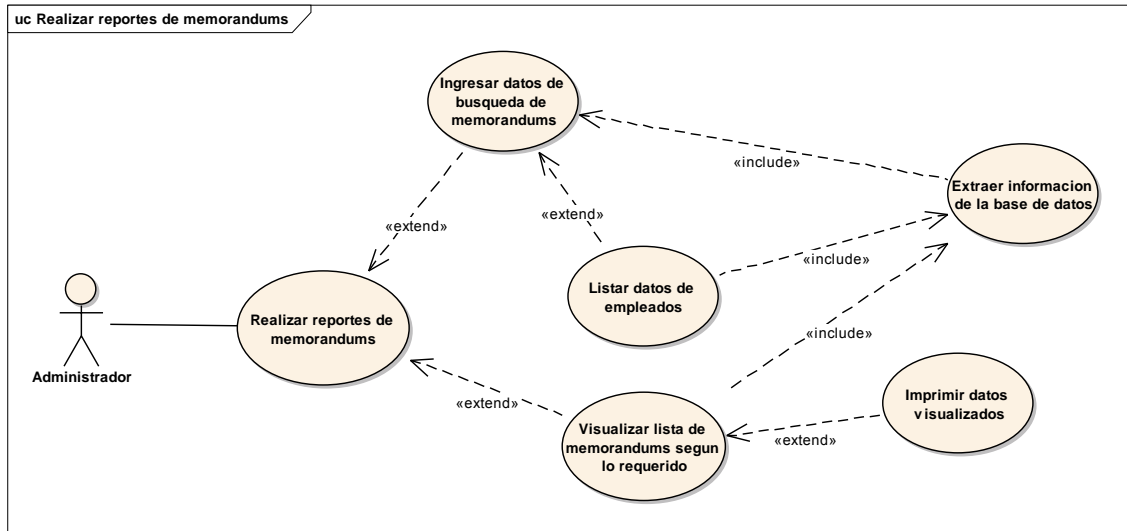 uc Realizar reportes de memorandums
Ingresar datos de
busqueda de
memorandums
«include»
Extraer informacion
de la base de datos
«extend»
«extend»
«include»
Listar datos de
empleados
Realizar reportes de
memorandums
«include»
Administrador
«extend»
Imprimir datos
visualizados
Visualizar lista de
memorandums segun
lo requerido
«extend»